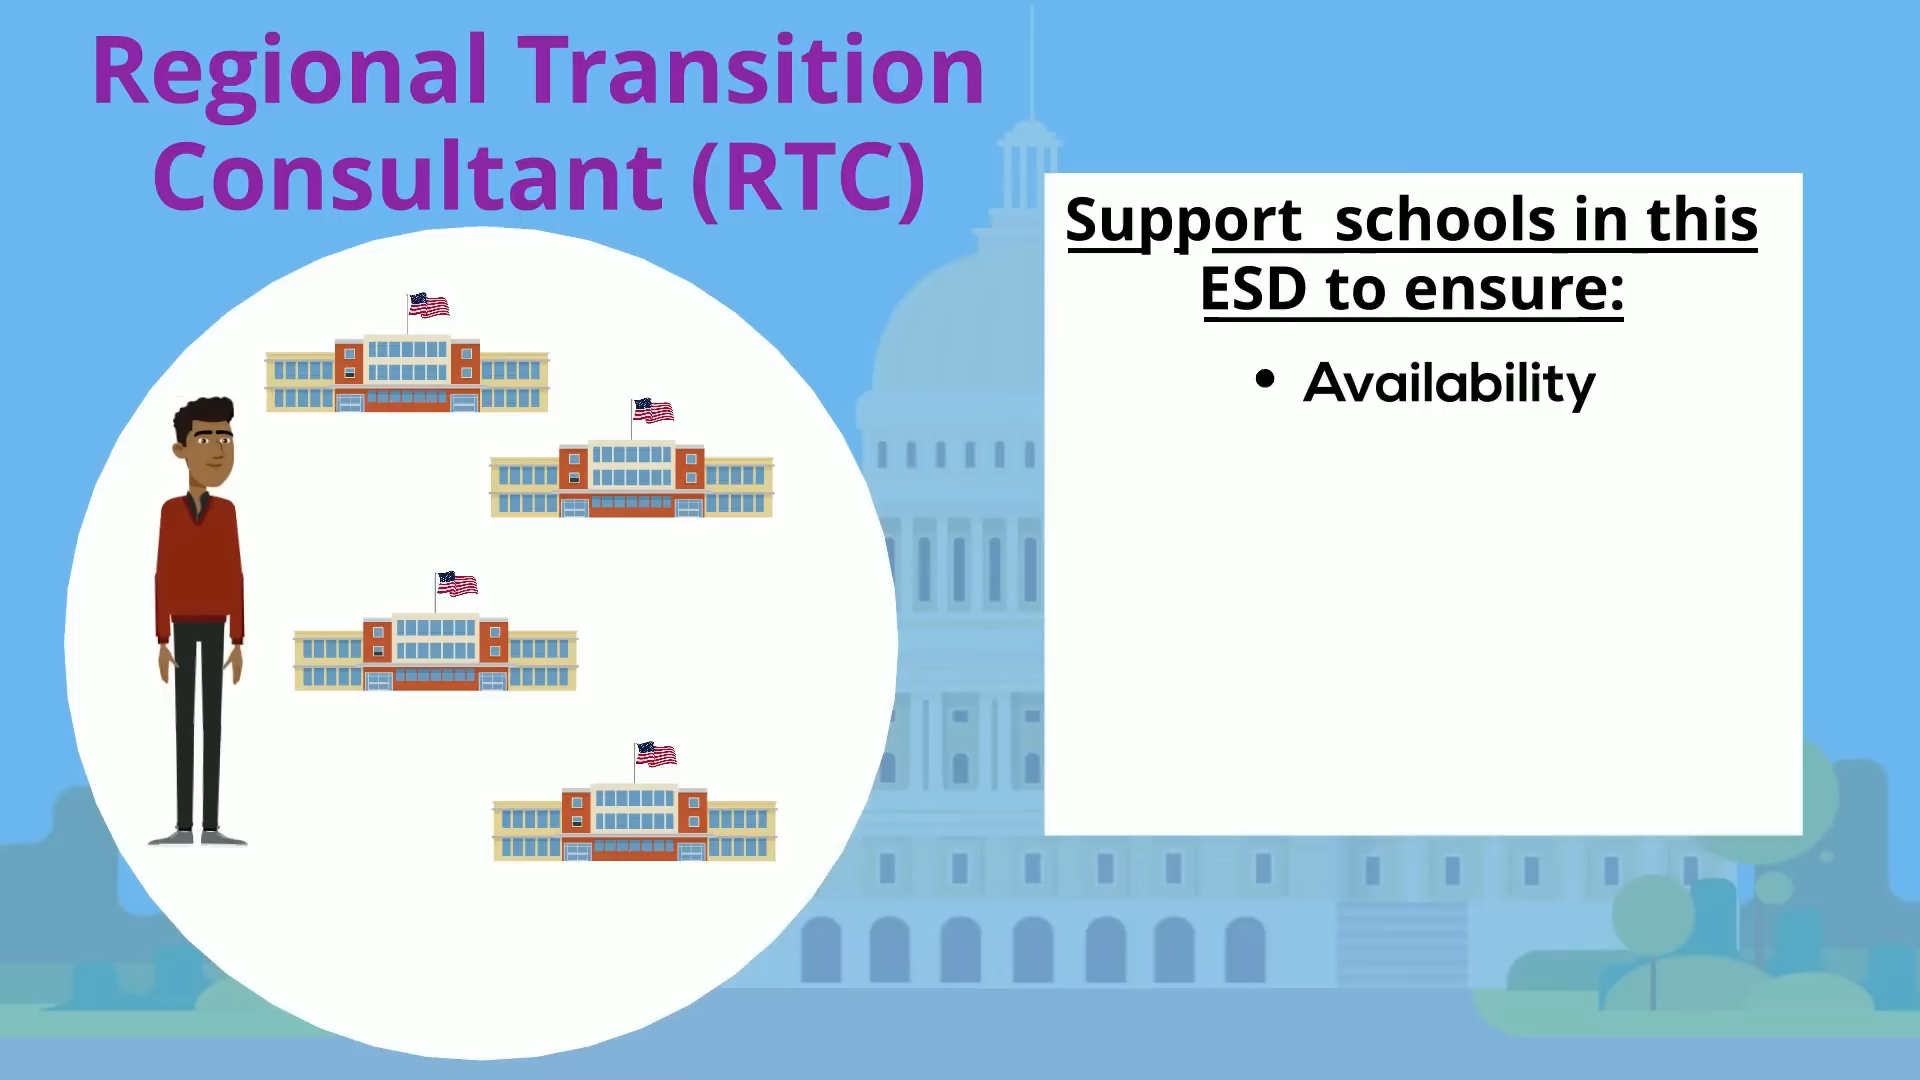 Regional Transition
Consultant (RTC)
Support  schools in this
ESD to ensure:
• Availability